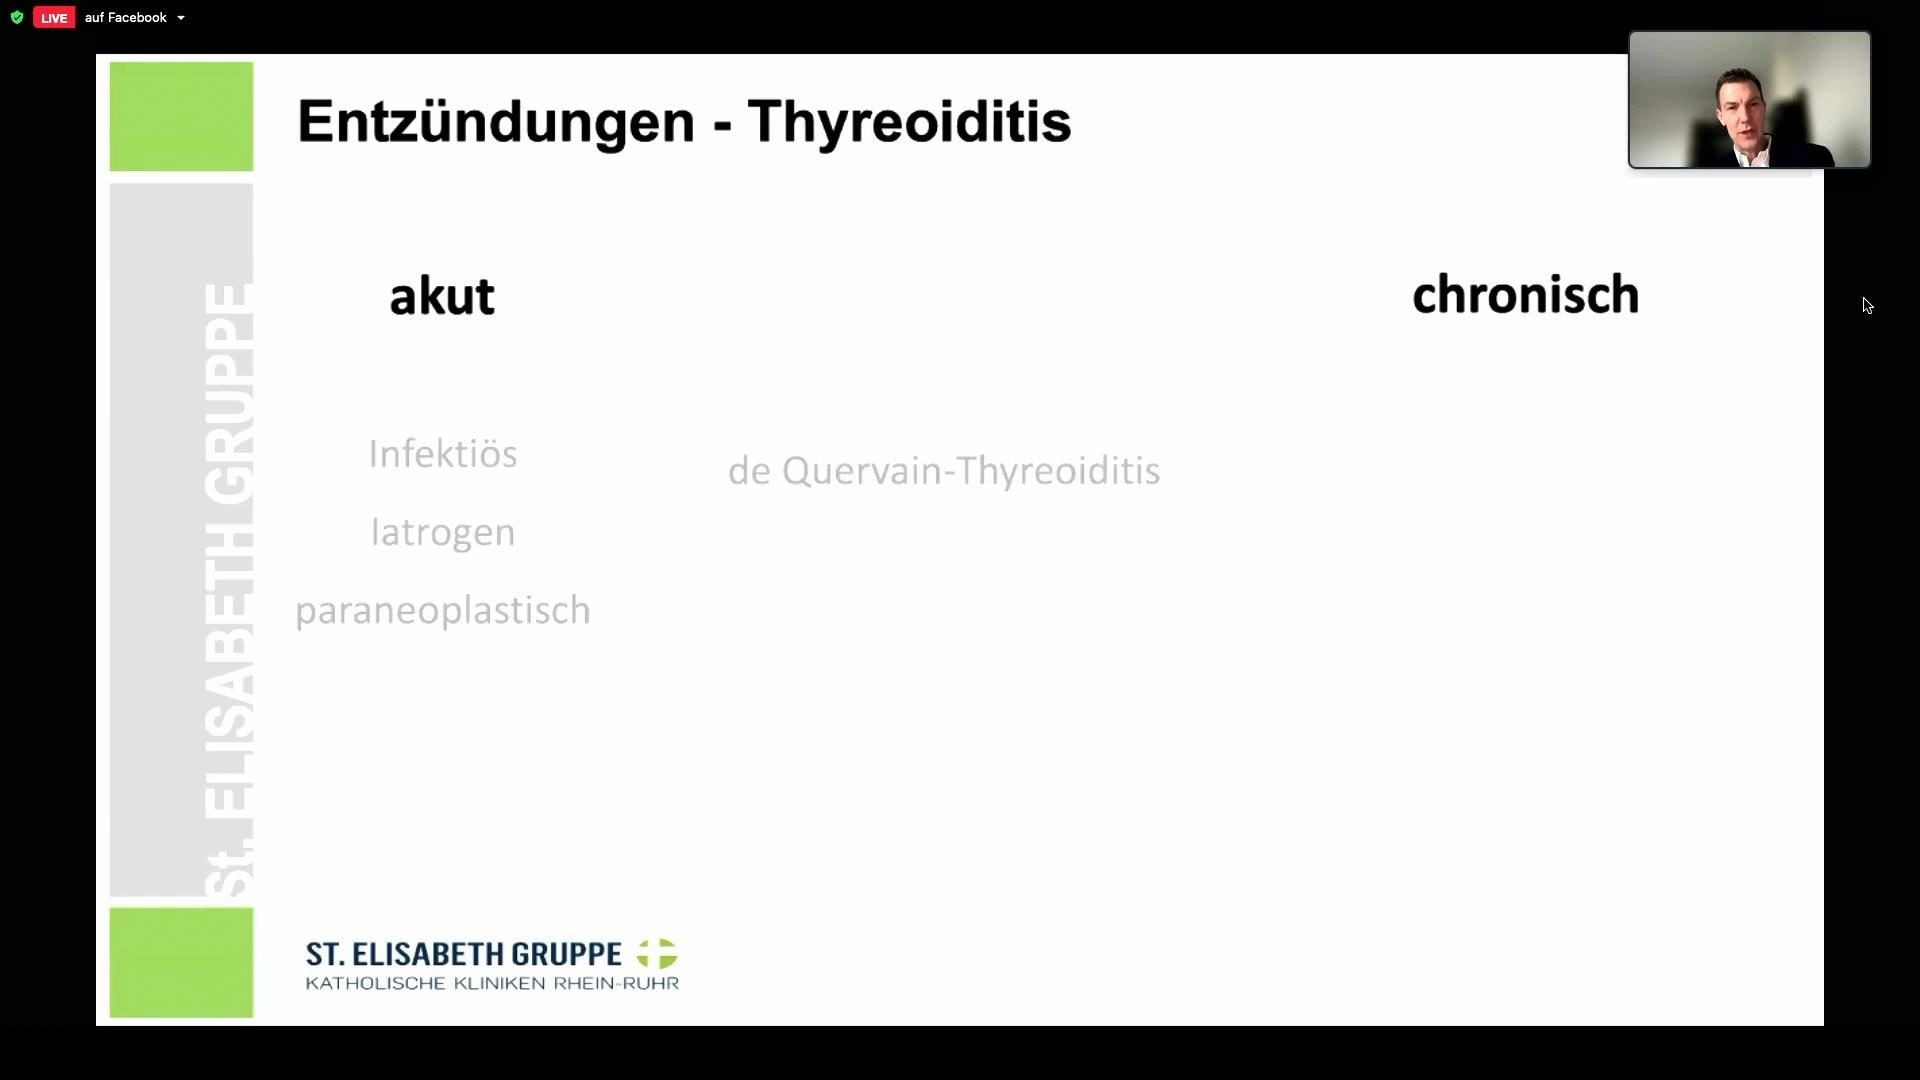 LIVE auf Facebook
Entzündungen - Thyreoiditis
akut
chronisch
Infektiös
de Quervain-Thyreoiditis
Iatrogen
paraneoplastisch
St. ELISABETH GRUPPE
ST. ELISABETH GRUPPE
KATHOLISCHE KLINIKEN RHEIN-RUHR